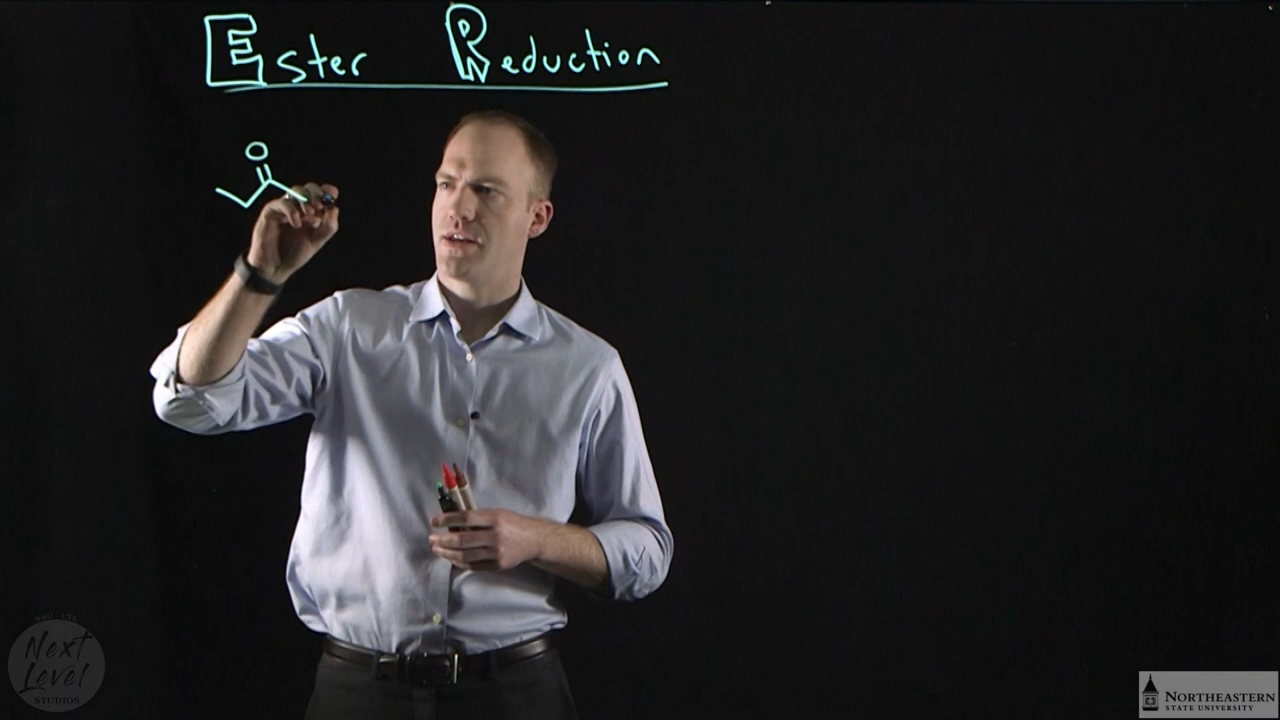 Ester Reduction
O
Next
Level
STUDIOS
NORTHEASTERN
STATE UNIVERSITY